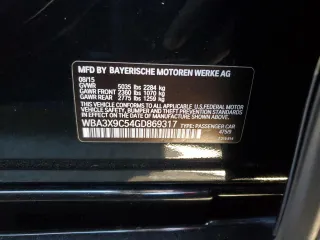 MFD BY BAYERISCHE MOTOREN WERKE AG
08/15
GVWR 5035 lbs 2284 kg
GAWR FRONT 2360 lbs 1070 kg
GAWR REAR 2775 lbs 1259 kg
THIS VEHICLE CONFORMS TO ALL APPLICABLE
FEDERAL MOTOR VEHICLE SAFETY, BUMPER,
AND THEFT PREVENTION STANDARDS IN EFFECT
ON THE DATE OF MANUFACTURE SHOWN ABOVE.
WBA3X9C54GD869317
TYPE: PASSENGER CAR